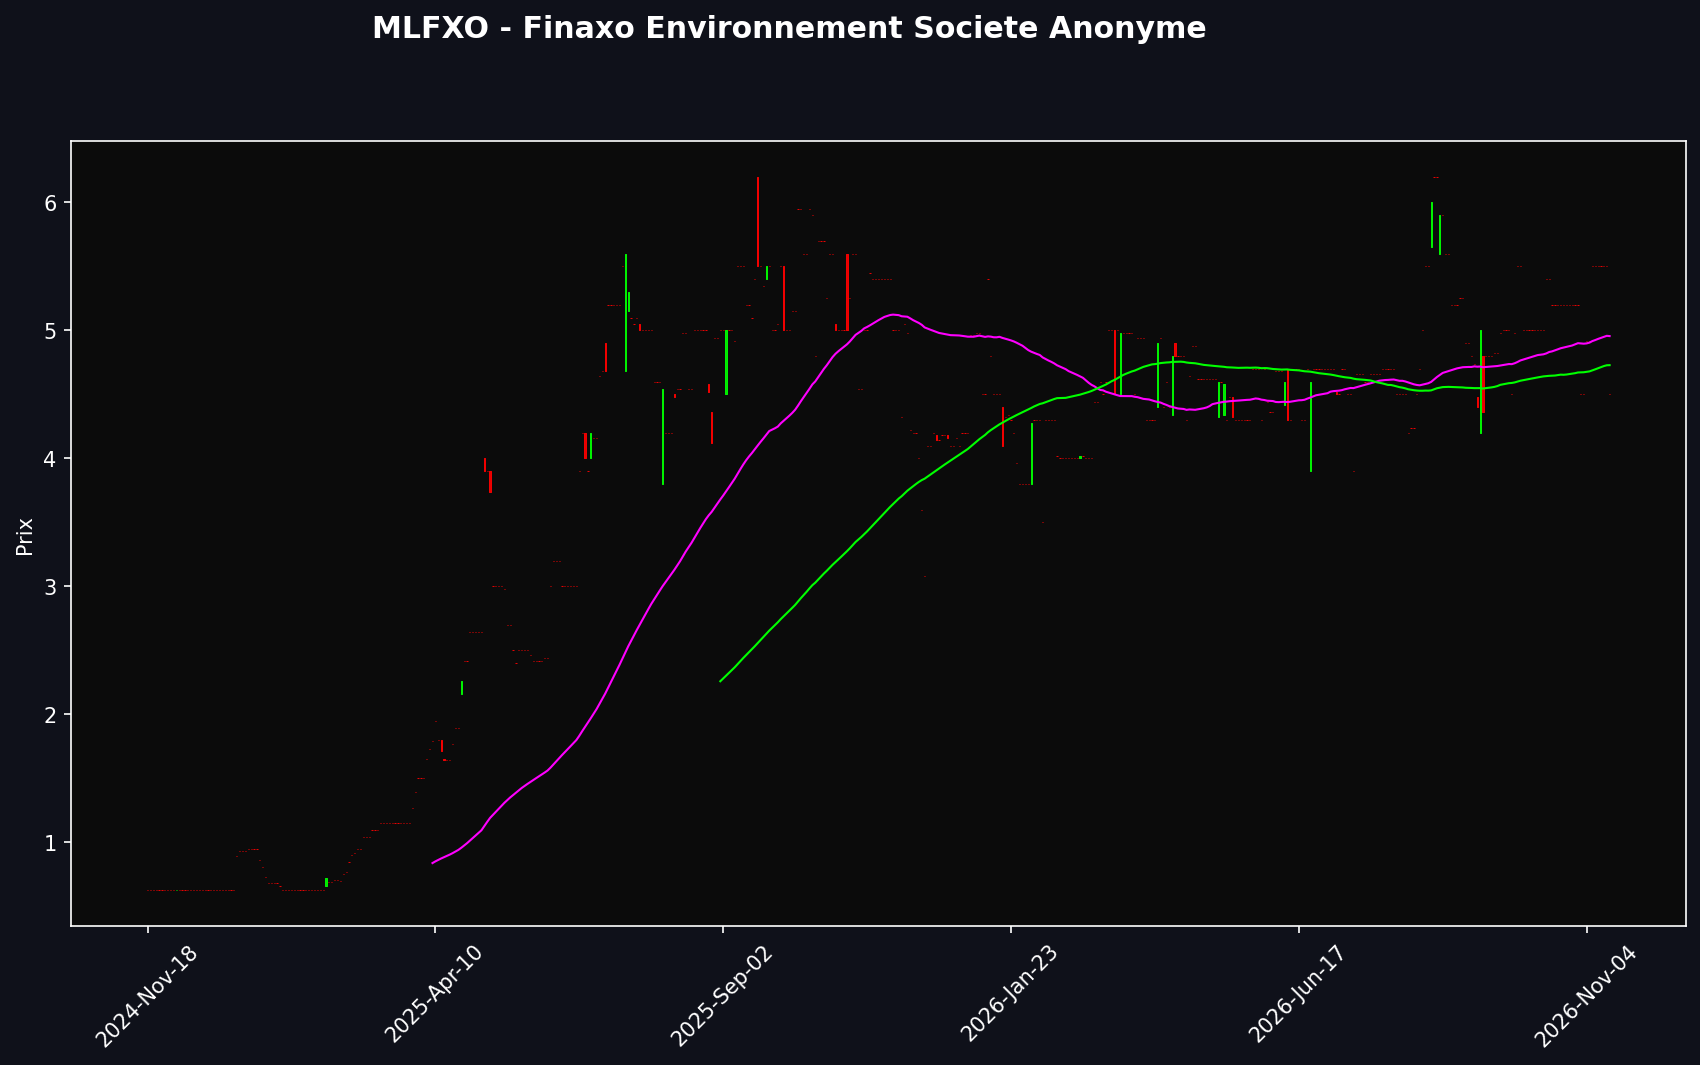 MLFXO - Finaxo Environnement Societe Anonyme
Prix
6
5
4
3
2
1
2024-Nov-18
2025-Apr-10
2025-Sep-02
2026-Jan-23
2026-Jun-17
2026-Nov-04